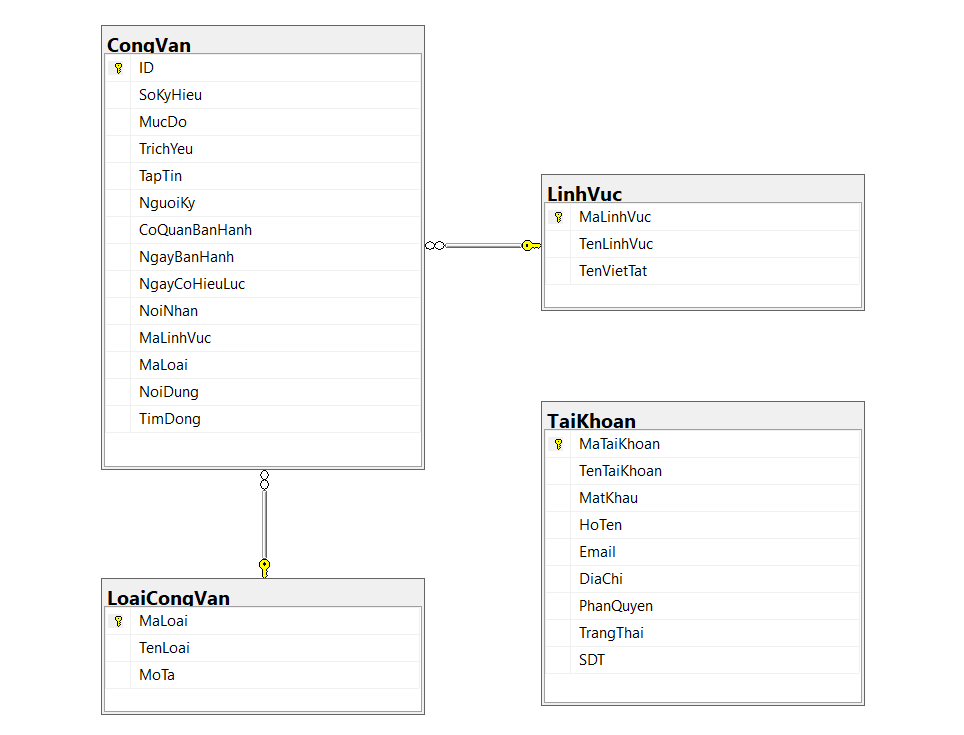 CongVan
ID
SoKyHieu
MucDo
TrichYeu
TapTin
NguoiKy
CoQuanBanHanh
NgayBanHanh
NgayCoHieuLuc
NoiNhan
MaLinhVuc
MaLoai
NoiDung
TimDong
LinhVuc
MaLinhVuc
TenLinhVuc
TenVietTat
TaiKhoan
MaTaiKhoan
TenTaiKhoan
MatKhau
HoTen
Email
DiaChi
PhanQuyen
TrangThai
SDT
LoaiCongVan
MaLoai
TenLoai
MoTa